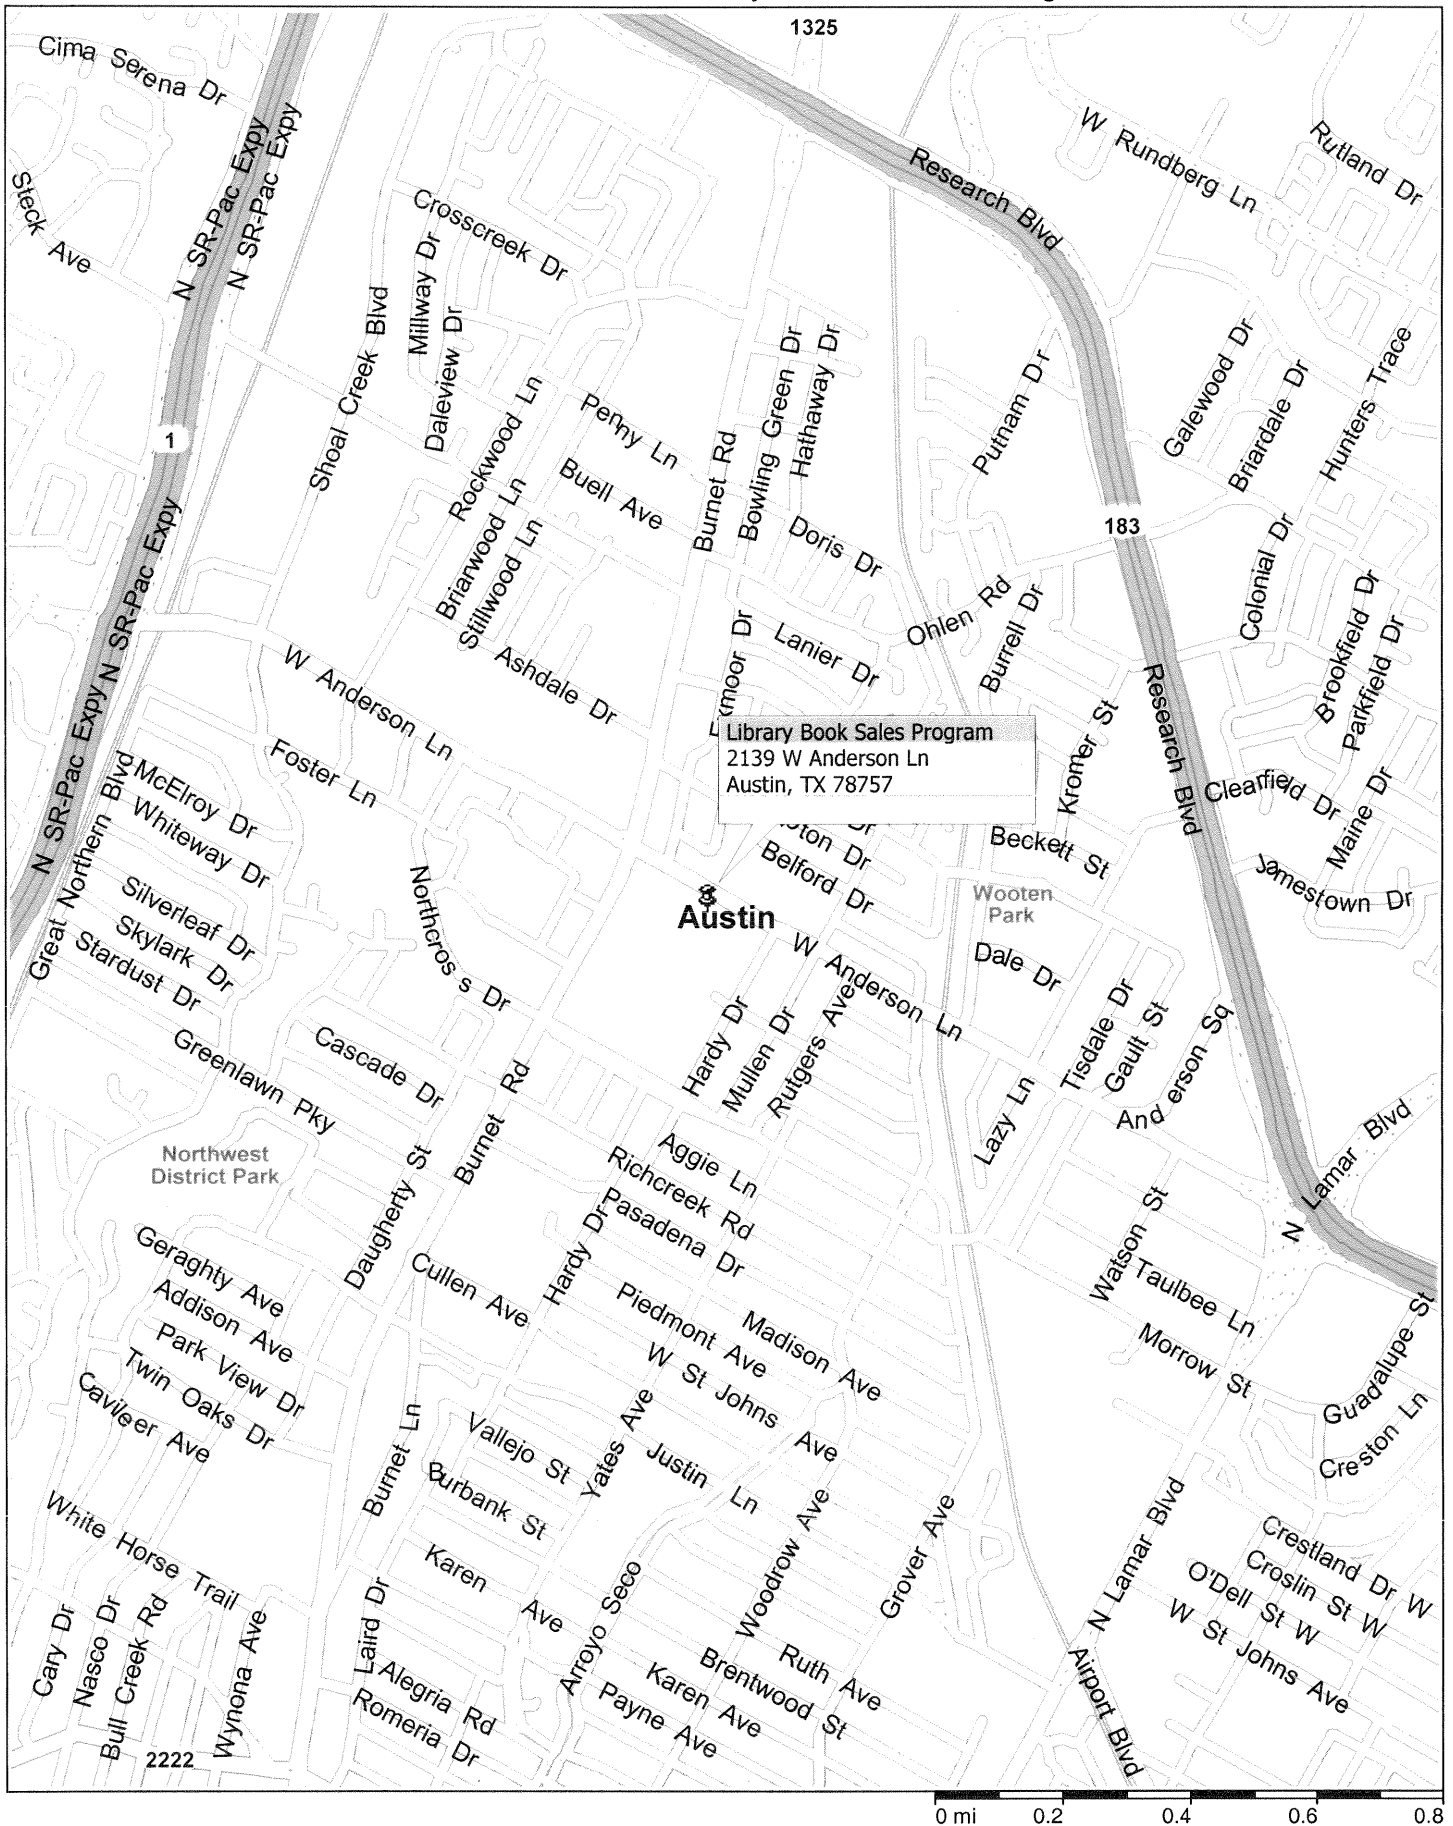 1325
Cima Serena Dr
N SR-Pac Expy
N SR-Pac Expy
W Rundberg Ln
Rutland Dr
Research Blvd
Steck Ave
Crosscreek Dr
Millway Dr
Daleview Dr
Shoal Creek Blvd
Rockwood Ln
Penny Ln
Buell Ave
Burnet Rd
Bowling Green Dr
Hathaway Dr
Putnam Dr
Galewood Dr
Briardale Dr
Hunters Trace
1
N SR-Pac Expy
Briarwood Ln
Stillwood Ln
Doris Dr
183
Colonial Dr
Ohlen Rd
Burrell Dr
Brookfield Dr
Parkfield Dr
W Anderson Ln
Ashdale Dr
Lanier Dr
moor Dr
Library Book Sales Program
2139 W Anderson Ln
Austin, TX 78757
N SR-Pac Expy
Research Blvd
Kromer St
Clearfield Dr
Maine Dr
Foster Ln
McElroy Dr
Whiteway Dr
Great Northern Blvd
Dr
ton Dr
Belford Dr
Beckett St
Wooten
Park
Jamestown Dr
Silverleaf Dr
Skylark Dr
Stardust Dr
Northcross Dr
Austin
W Anderson Ln
Dale Dr
Hardy Dr
Mullen Dr
Rutgers Ave
Tisdale Dr
Gault St
Anderson Sq
Cascade Dr
Greenlawn Pky
Burnet Rd
Lazy Ln
N Lamar Blvd
Northwest
District Park
Daugherty St
Aggie Ln
Richcreek Rd
Pasadena Dr
Hardy Dr
Watson St
Geraghty Ave
Addison Ave
Park View Dr
Twin Oaks Dr
Cavileer Ave
Cullen Ave
Piedmont Ave
Madison Ave
W St Johns Ave
Taulbee Ln
Morrow St
Guadalupe St
Creston Ln
Burnet Ln
Vallejo St
Yates Ave
Justin Ln
Burbank St
White Horse Trail
Karen Ave
Woodrow Ave
Grover Ave
N Lamar Blvd
Crestland Dr W
Croslin St W
O'Dell St W
W St Johns Ave
Cary Dr
Nasco Dr
Bull Creek Rd
Wynona Ave
Laird Dr
Alegria Rd
Romeria Dr
Arroyo Seco
Ruth Ave
Brentwood St
Karen Ave
Payne Ave
Airport Blvd
2222
0 mi 0.2 0.4 0.6 0.8